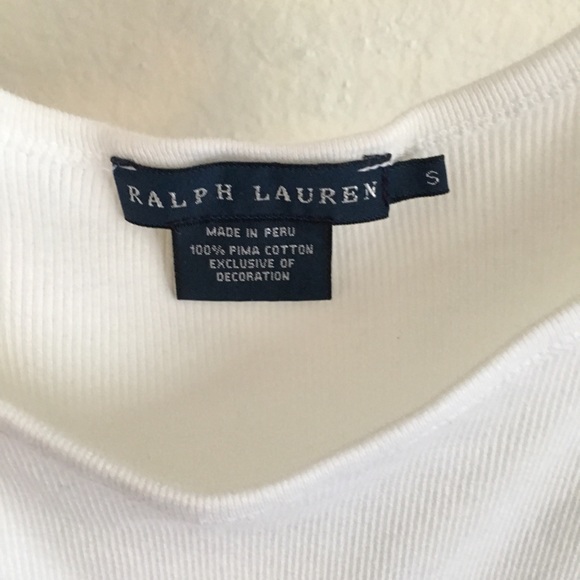 RALPH LAUREN
S
MADE IN PERU
100% PIMA COTTON
EXCLUSIVE OF
DECORATION